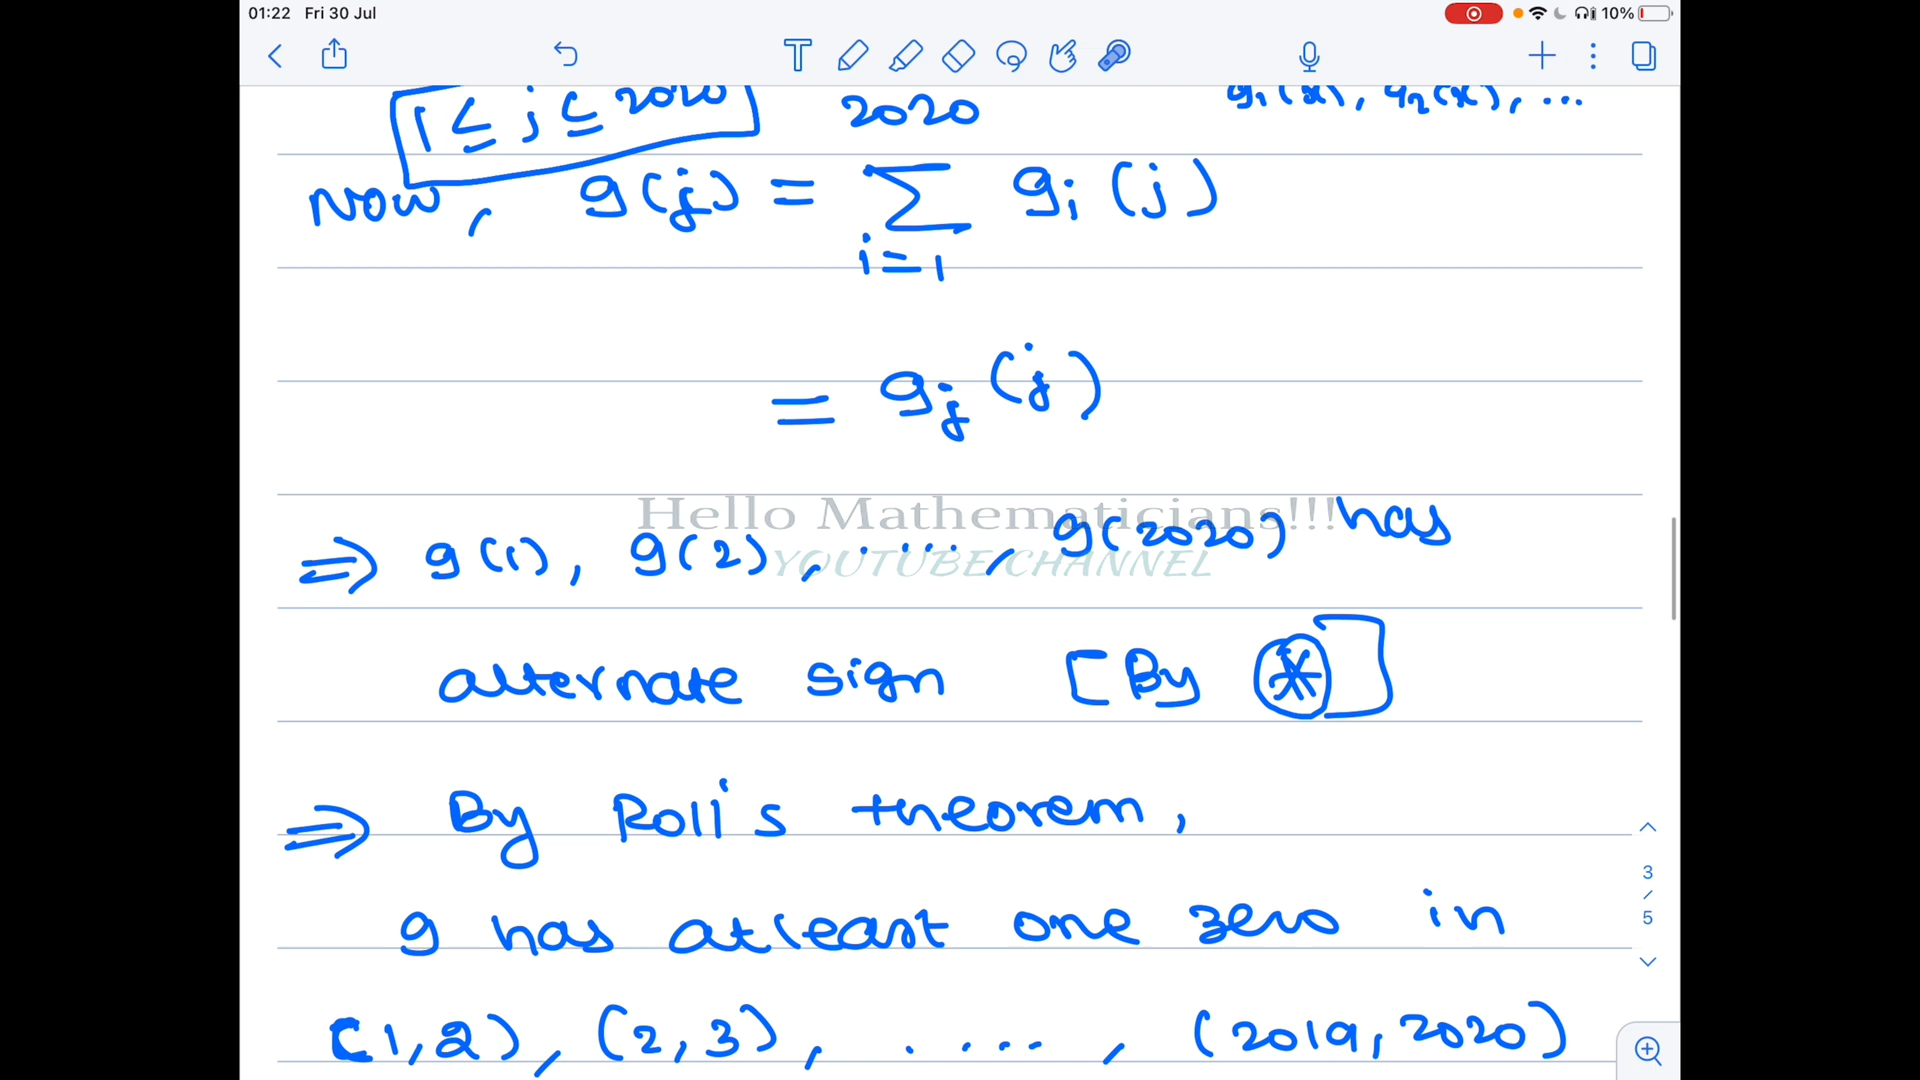 01:22 Fri 30 Jul 10%
1 ≤ j ≤ 2020 2020 g₁(x), g₂(x), ...
Now, g(j) = Σ gᵢ(j)
i=1
= gⱼ(j)
Hello Mathematicians!!!
⇒ g(1), g(2), ....., g(2020) has
YOUTUBE CHANNEL
alternate sign [By ⊛]
⇒ By Roll's theorem,
3
/
5
g has atleast one zero in
(1,2), (2,3), ....., (2019, 2020)